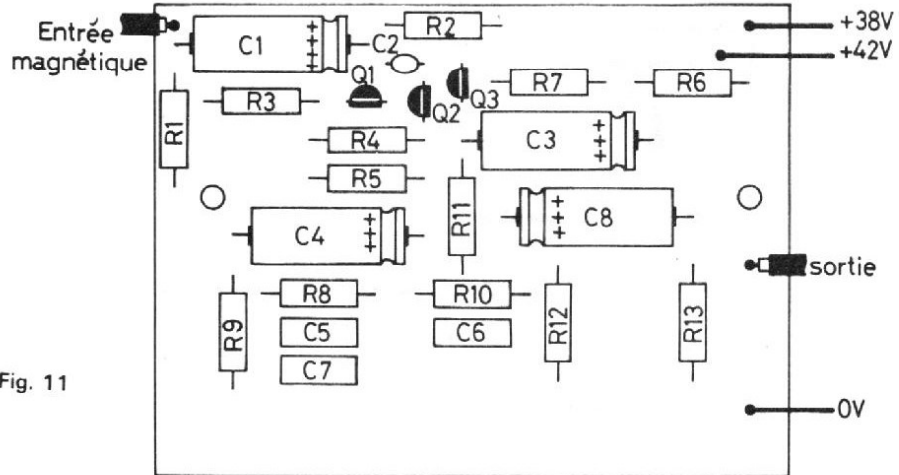 Entrée
magnétique
C1
+
+
+
C2
R2
+38V
+42V
Q1
Q2
Q3
R7
R6
R1
R3
R4
C3
+
+
+
R5
R11
C4
+
+
+
+
+
+
C8
sortie
R8
R10
R9
C5
C6
R12
R13
C7
Fig. 11
0V